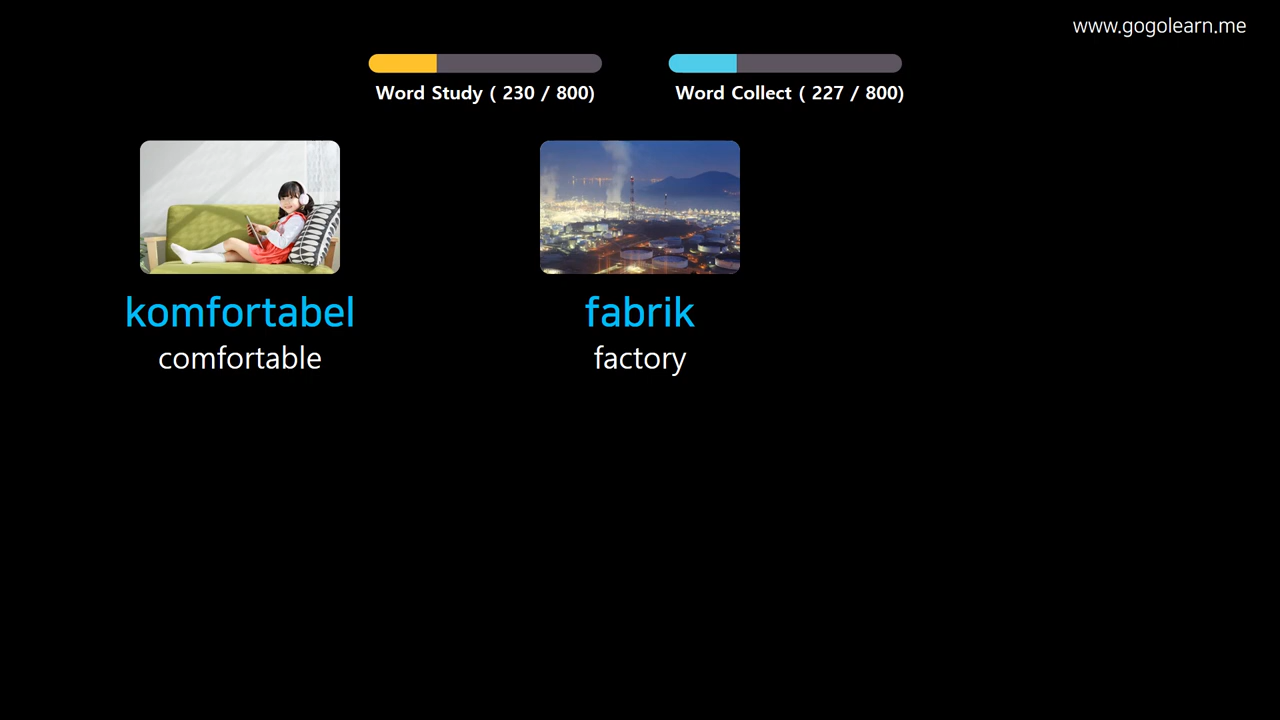 www.gogolearn.me
Word Study ( 230 / 800)
Word Collect ( 227 / 800)
komfortabel
comfortable
fabrik
factory